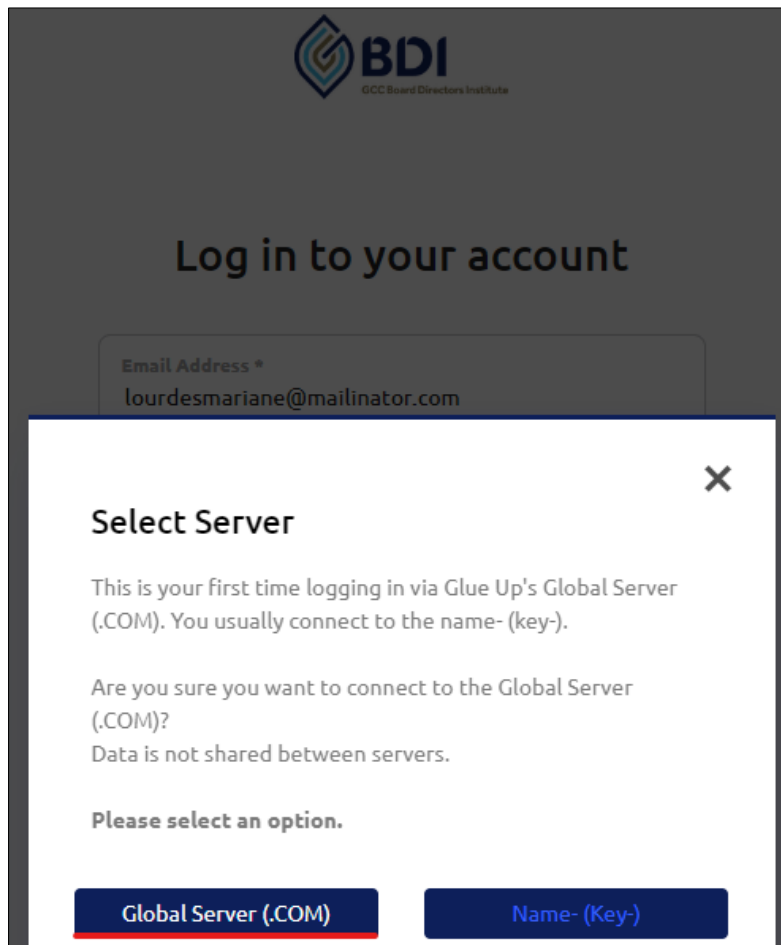 BDI
GCC Board Directors Institute
Log in to your account
Email Address *
lourdesmariane@mailinator.com
Select Server
This is your first time logging in via Glue Up's Global Server
(.COM). You usually connect to the name- (key-).
Are you sure you want to connect to the Global Server
(.COM)?
Data is not shared between servers.
Please select an option.
Global Server (.COM)
Name- (Key-)